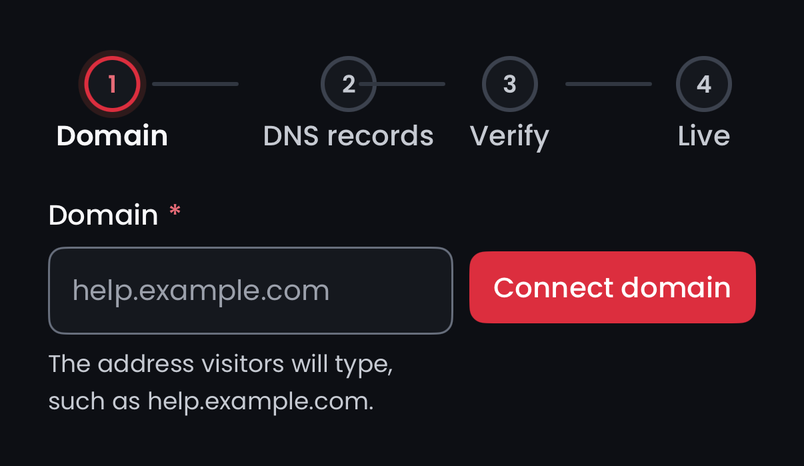 1 2 3 4
Domain DNS records Verify Live
Domain *
help.example.com Connect domain
The address visitors will type,
such as help.example.com.